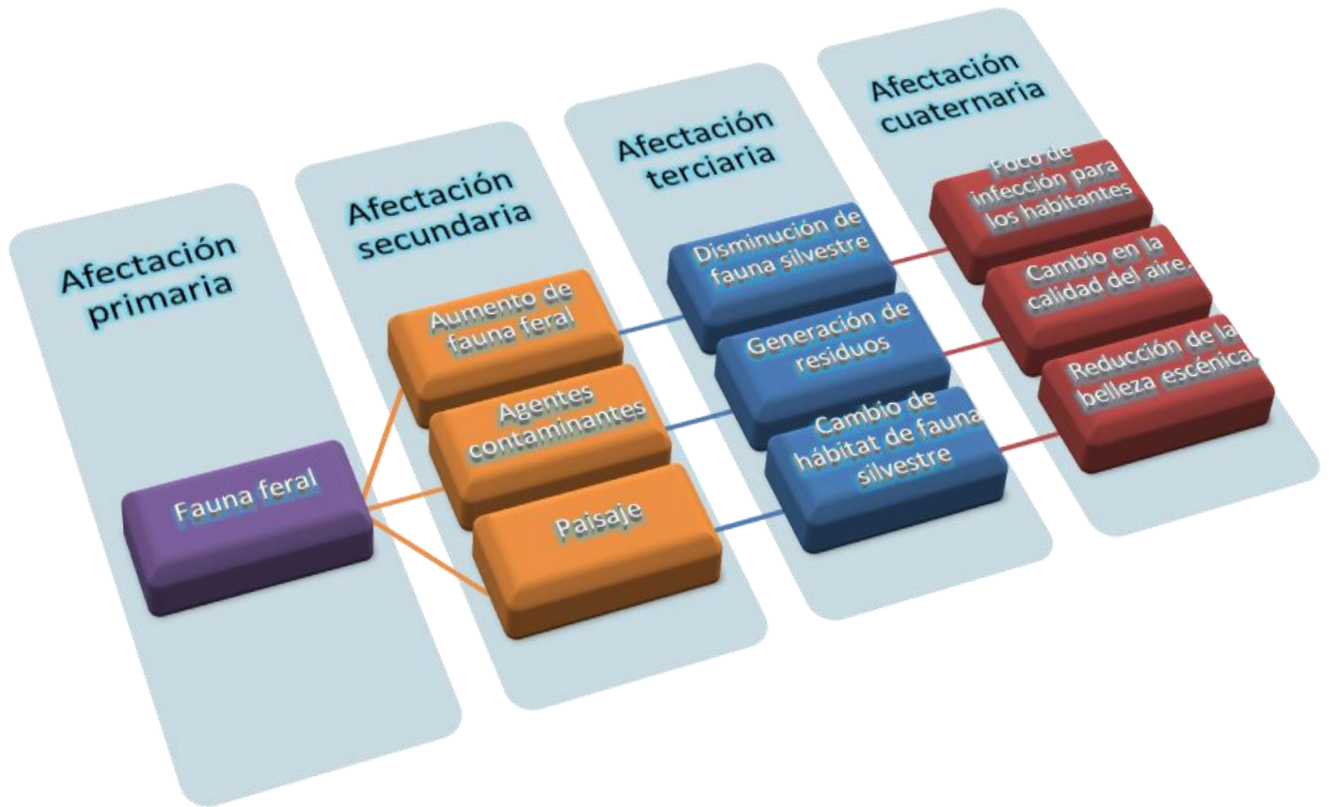 Afectación
primaria
Fauna feral
Afectación
secundaria
Aumento de
fauna feral
Agentes
contaminantes
Paisaje
Afectación
terciaria
Disminución de
fauna silvestre
Generación de
residuos
Cambio de
hábitat de fauna
silvestre
Afectación
cuaternaria
Foco de
infección para
los habitantes
Cambio en la
calidad del aire.
Reducción de la
belleza escénica.